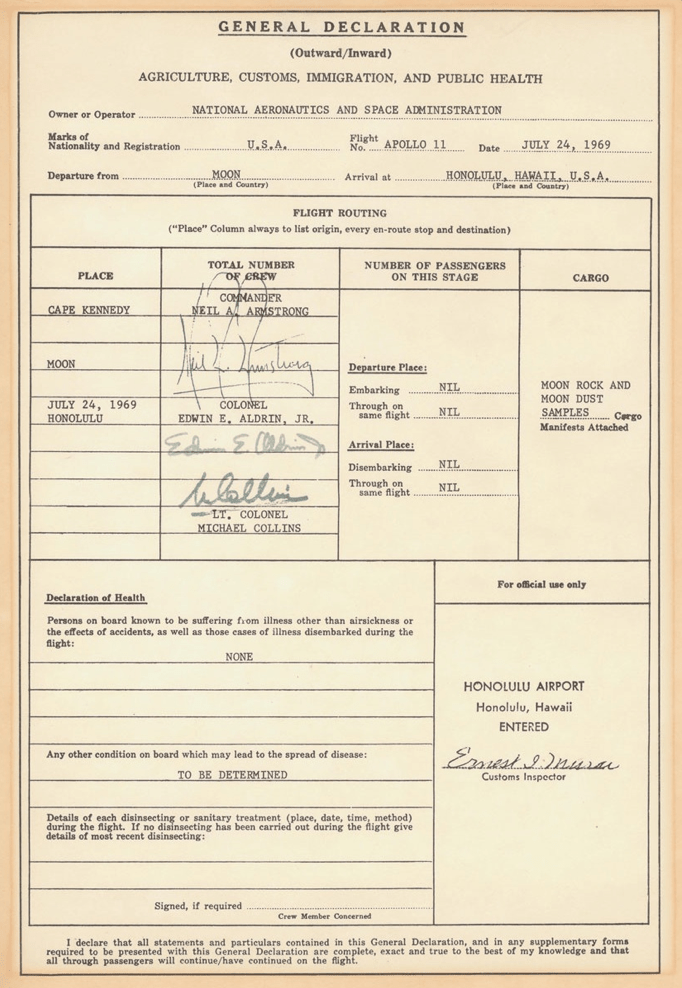 GENERAL DECLARATION
(Outward/Inward)
AGRICULTURE, CUSTOMS, IMMIGRATION, AND PUBLIC HEALTH
Owner or Operator NATIONAL AERONAUTICS AND SPACE ADMINISTRATION
Marks of
Nationality and Registration U.S.A. Flight No. APOLLO 11 Date JULY 24, 1969
Departure from MOON Arrival at HONOLULU, HAWAII, U.S.A.
(Place and Country) (Place and Country)
FLIGHT ROUTING
("Place" Column always to list origin, every en-route stop and destination)
PLACE
TOTAL NUMBER
OF CREW
NUMBER OF PASSENGERS
ON THIS STAGE
CARGO
CAPE KENNEDY
MOON
JULY 24, 1969
HONOLULU
COMMANDER
NEIL A. ARMSTRONG
Neil A. Armstrong
COLONEL
EDWIN E. ALDRIN, JR.
Edwin E. Aldrin Jr
M Collins
LT. COLONEL
MICHAEL COLLINS
Departure Place:
Embarking NIL
Through on
same flight NIL
Arrival Place:
Disembarking NIL
Through on
same flight NIL
MOON ROCK AND
MOON DUST
SAMPLES Cargo
Manifests Attached
Declaration of Health
Persons on board known to be suffering from illness other than airsickness or
the effects of accidents, as well as those cases of illness disembarked during the
flight:
NONE
Any other condition on board which may lead to the spread of disease:
TO BE DETERMINED
Details of each disinsecting or sanitary treatment (place, date, time, method)
during the flight. If no disinsecting has been carried out during the flight give
details of most recent disinsecting:
Signed, if required
Crew Member Concerned
For official use only
HONOLULU AIRPORT
Honolulu, Hawaii
ENTERED
Ernest I. Murai
Customs Inspector
I declare that all statements and particulars contained in this General Declaration, and in any supplementary forms
required to be presented with this General Declaration are complete, exact and true to the best of my knowledge and that
all through passengers will continue/have continued on the flight.